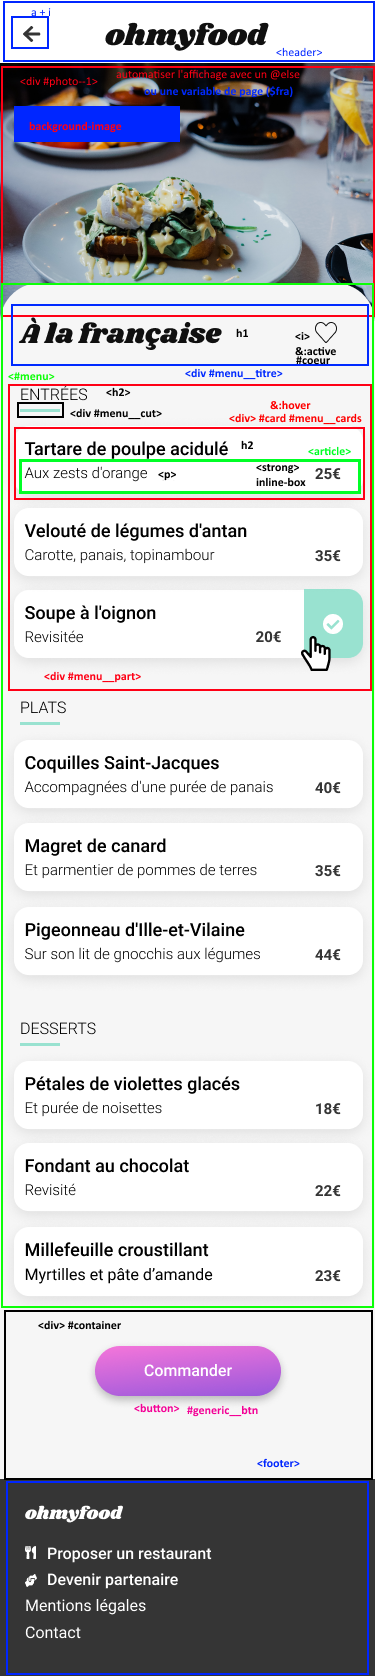 a + i
ohmyfood
<header>
automatiser l'affichage avec un @else
<div #photo--1>
ou une variable de page ($fra)
background-image
À la française
h1
<i>
&:active
#coeur
<div #menu__titre>
<#menu>
ENTRÉES
<h2>
&:hover
<div #menu__cut>
<div> #card #menu__cards
Tartare de poulpe acidulé
h2
<article>
Aux zests d'orange
<p>
<strong>
inline-box
25€
Velouté de légumes d'antan
Carotte, panais, topinambour
35€
Soupe à l'oignon
Revisitée
20€
<div #menu__part>
PLATS
Coquilles Saint-Jacques
Accompagnées d'une purée de panais
40€
Magret de canard
Et parmentier de pommes de terres
35€
Pigeonneau d'Ille-et-Vilaine
Sur son lit de gnocchis aux légumes
44€
DESSERTS
Pétales de violettes glacés
Et purée de noisettes
18€
Fondant au chocolat
Revisité
22€
Millefeuille croustillant
Myrtilles et pâte d’amande
23€
<div> #container
Commander
<button>
#generic__btn
<footer>
ohmyfood
Proposer un restaurant
Devenir partenaire
Mentions légales
Contact